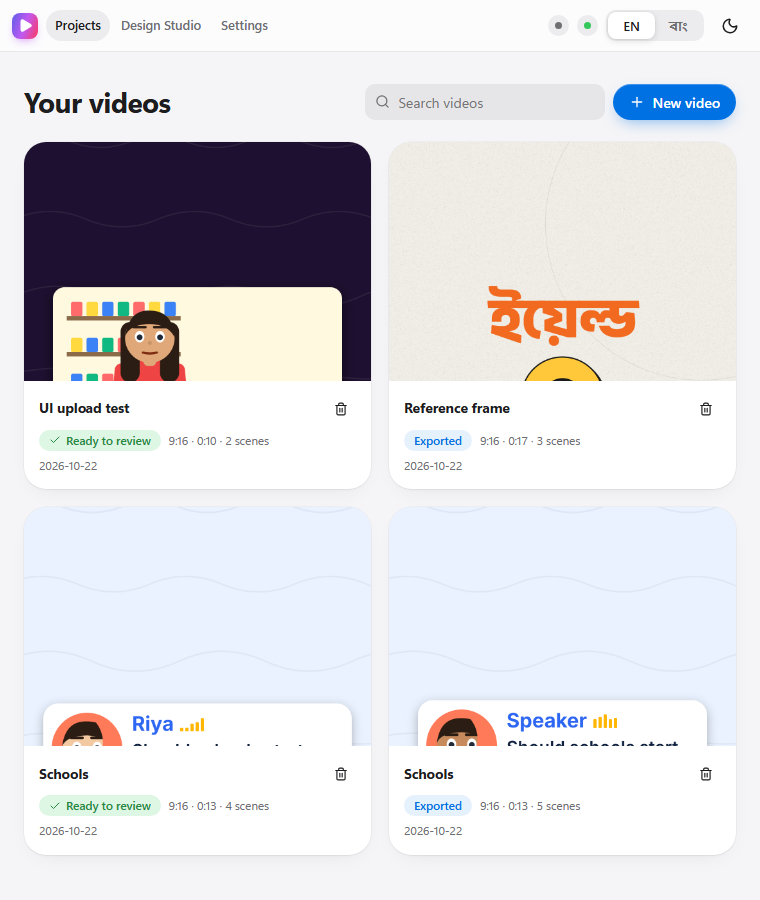 Projects Design Studio Settings EN বাং
Your videos
Search videos
New video
ইয়েল্ড
UI upload test
Ready to review 9:16 · 0:10 · 2 scenes
2026-10-22
Reference frame
Exported 9:16 · 0:17 · 3 scenes
2026-10-22
Riya
Schools
Ready to review 9:16 · 0:13 · 4 scenes
2026-10-22
Speaker
Should schools start
Schools
Exported 9:16 · 0:13 · 5 scenes
2026-10-22